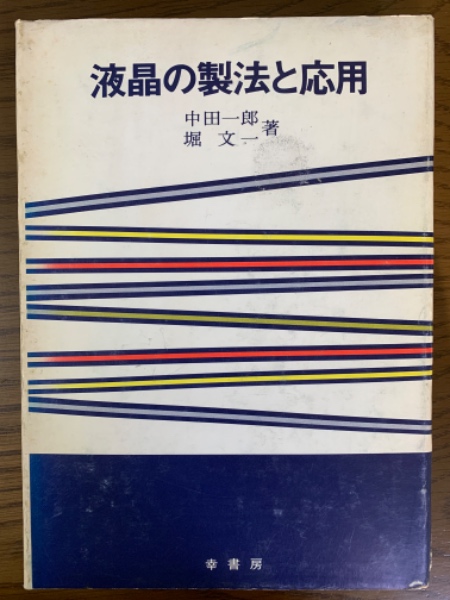 液晶の製法と応用
中田一郎
堀 文一 著
幸書房